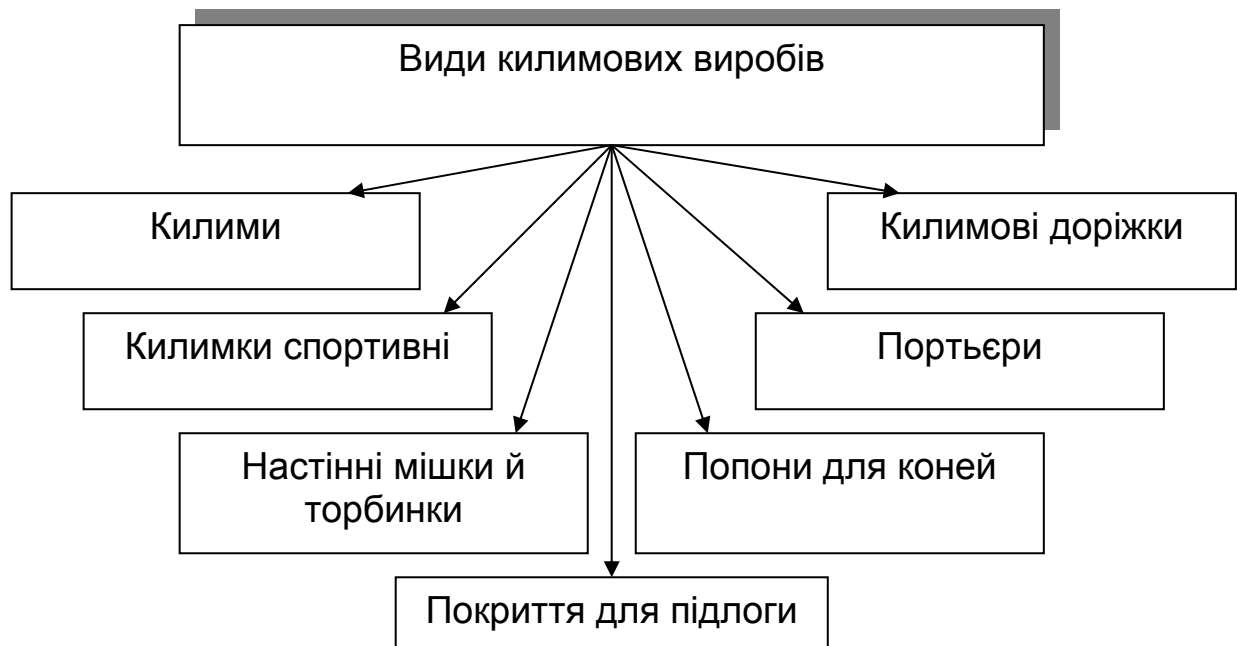 Види килимових виробів
Килими
Килимові доріжки
Килимки спортивні
Портьєри
Настінні мішки й
торбинки
Попони для коней
Покриття для підлоги